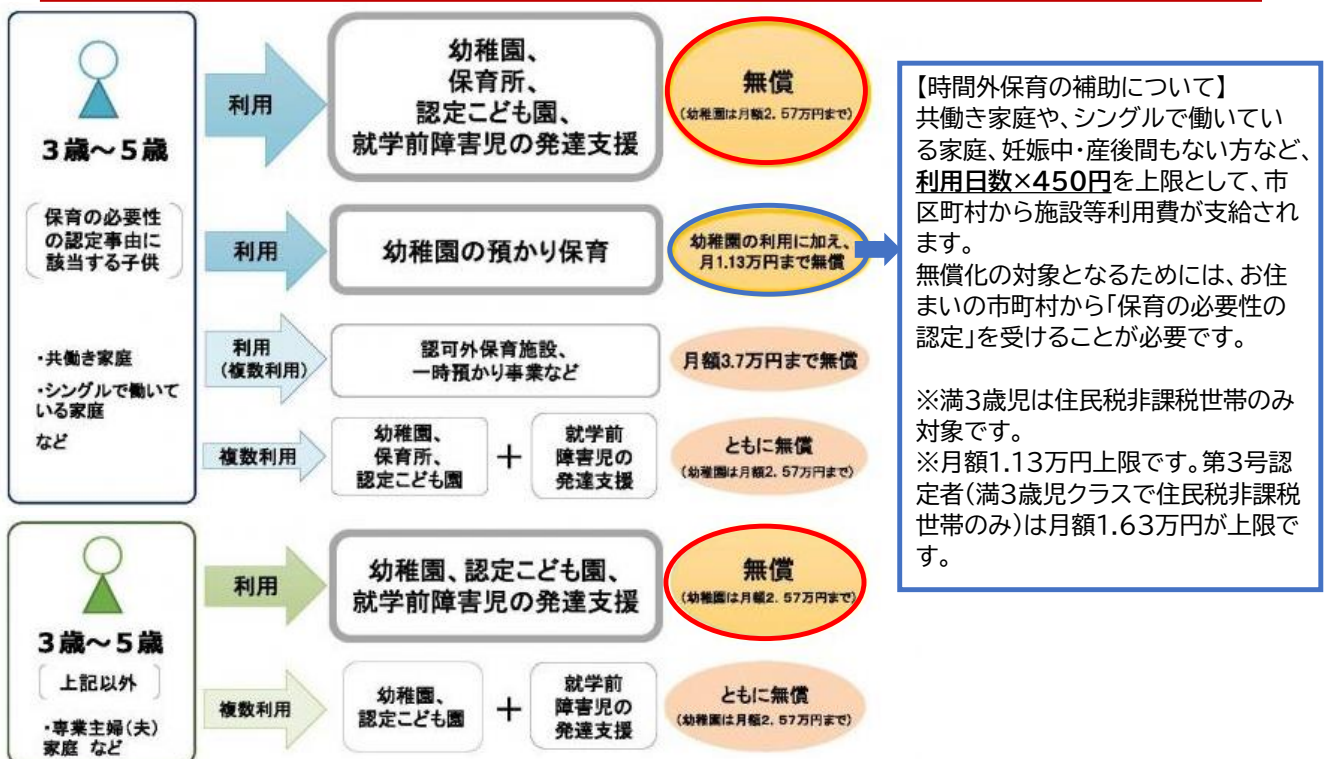 3歳~5歳
保育の必要性
の認定事由に
該当する子供
・共働き家庭
・シングルで働いて
いる家庭
など
利用
幼稚園、
保育所、
認定こども園、
就学前障害児の発達支援
無償
(幼稚園は月額2.57万円まで)
利用
幼稚園の預かり保育
幼稚園の利用に加え、
月1.13万円まで無償
利用
(複数利用)
認可外保育施設、
一時預かり事業など
月額3.7万円まで無償
複数利用
幼稚園、
保育所、
認定こども園
+
就学前
障害児の
発達支援
ともに無償
(幼稚園は月額2.57万円まで)
【時間外保育の補助について】
共働き家庭や、シングルで働いてい
る家庭、妊娠中・産後間もない方など、
利用日数×450円を上限として、市
区町村から施設等利用費が支給され
ます。
無償化の対象となるためには、お住
まいの市町村から「保育の必要性の
認定」を受けることが必要です。
※満3歳児は住民税非課税世帯のみ
対象です。
※月額1.13万円上限です。第3号認
定者(満3歳児クラスで住民税非課税
世帯のみ)は月額1.63万円が上限で
す。
3歳~5歳
上記以外
・専業主婦(夫)
家庭 など
利用
幼稚園、認定こども園、
就学前障害児の発達支援
無償
(幼稚園は月額2.57万円まで)
複数利用
幼稚園、
認定こども園
+
就学前
障害児の
発達支援
ともに無償
(幼稚園は月額2.57万円まで)